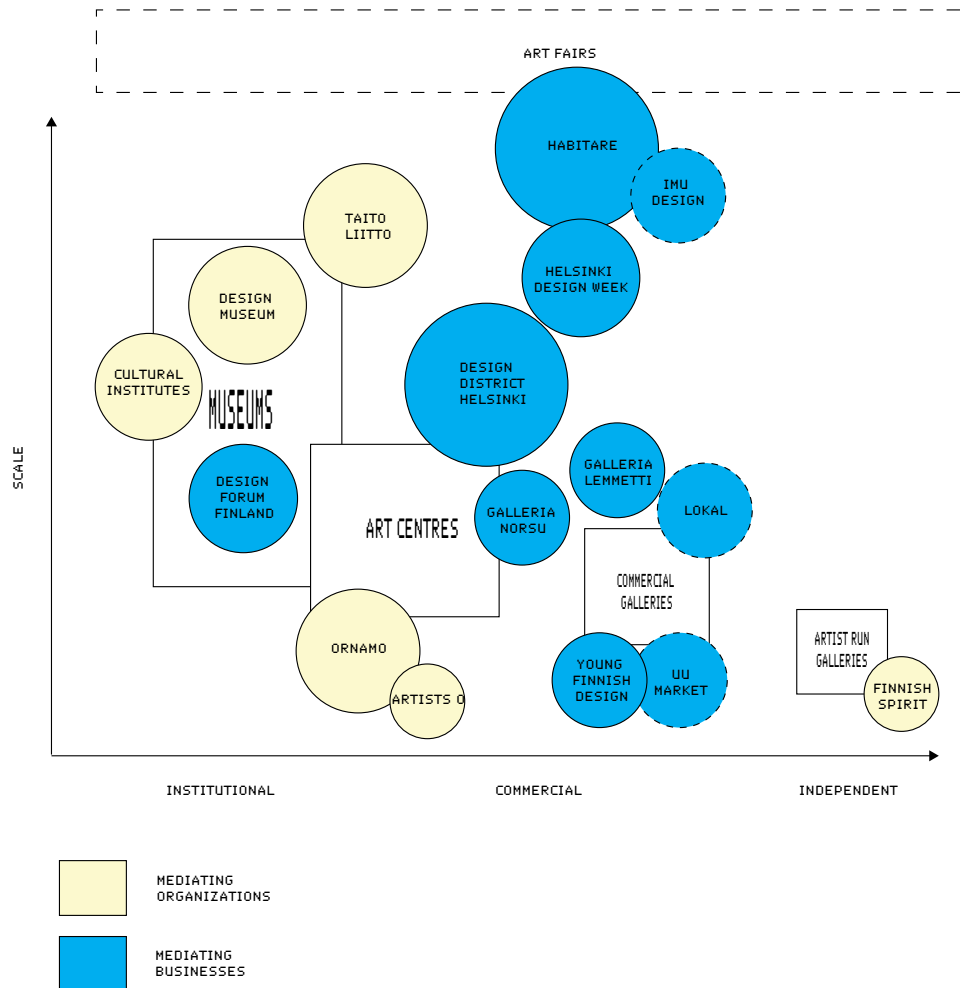 ART FAIRS
HABITARE
IMU
DESIGN
TAITO
LIITTO
HELSINKI
DESIGN WEEK
DESIGN
MUSEUM
CULTURAL
INSTITUTES
MUSEUMS
DESIGN
DISTRICT
HELSINKI
SCALE
DESIGN
FORUM
FINLAND
ART CENTRES
GALLERIA
NORSU
GALLERIA
LEMMETTI
LOKAL
COMMERCIAL
GALLERIES
ORNAMO
ARTISTS O
YOUNG
FINNISH
DESIGN
UU
MARKET
ARTIST RUN
GALLERIES
FINNISH
SPIRIT
INSTITUTIONAL
COMMERCIAL
INDEPENDENT
MEDIATING
ORGANIZATIONS
MEDIATING
BUSINESSES